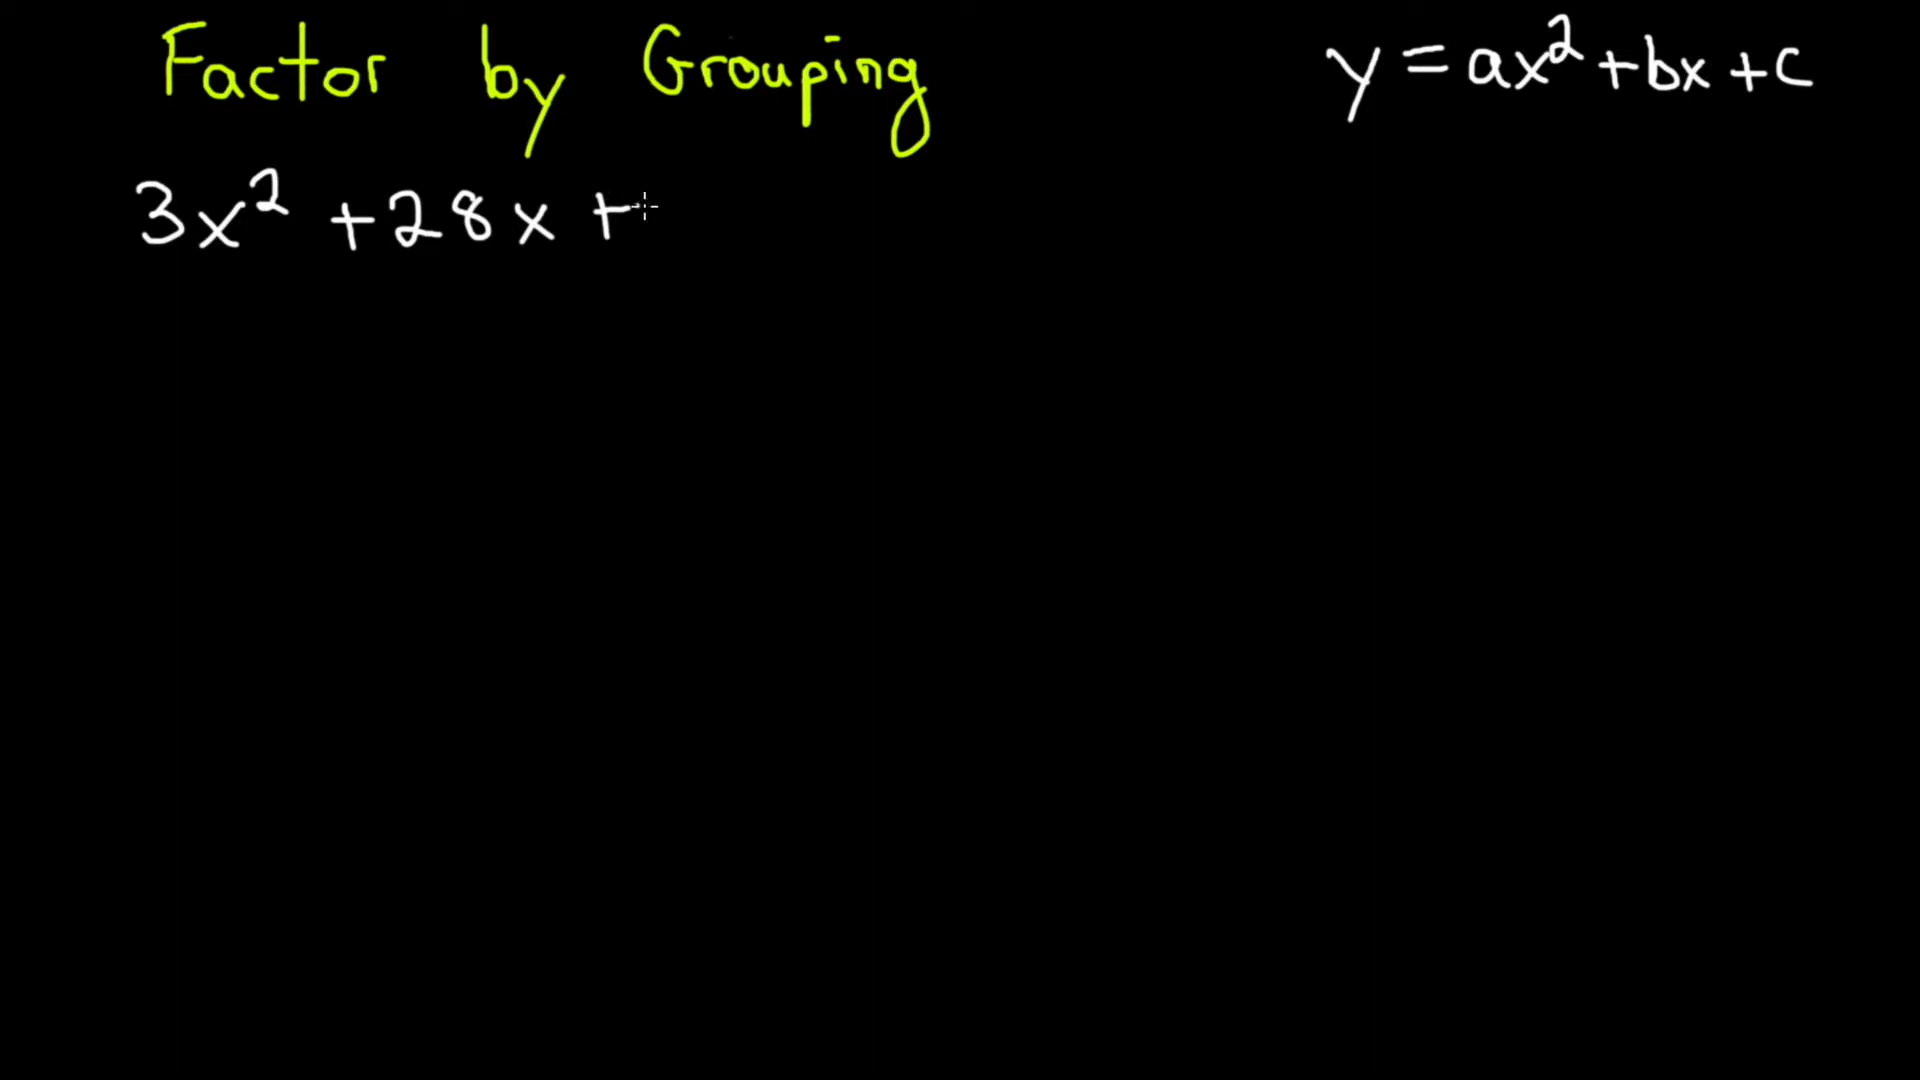 Factor by Grouping
y = ax² + bx + c
3x² + 28x +